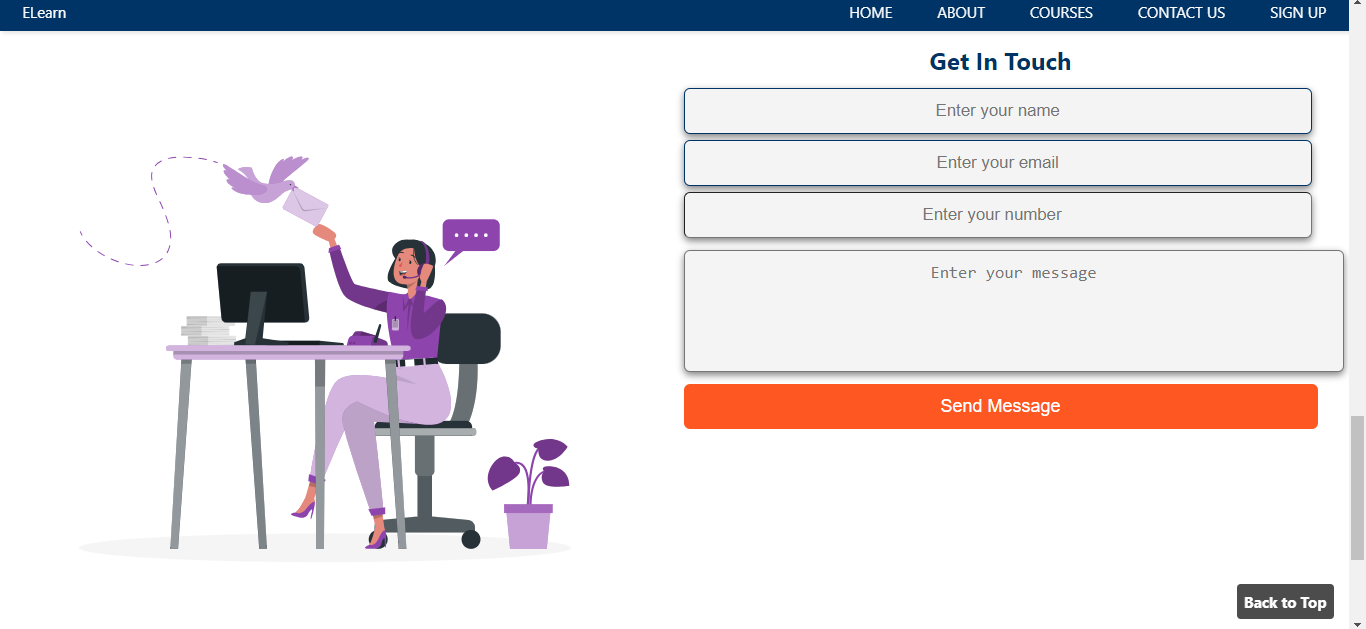 ELearn HOME ABOUT COURSES CONTACT US SIGN UP
Get In Touch
Enter your name
Enter your email
Enter your number
Enter your message
Send Message
Back to Top